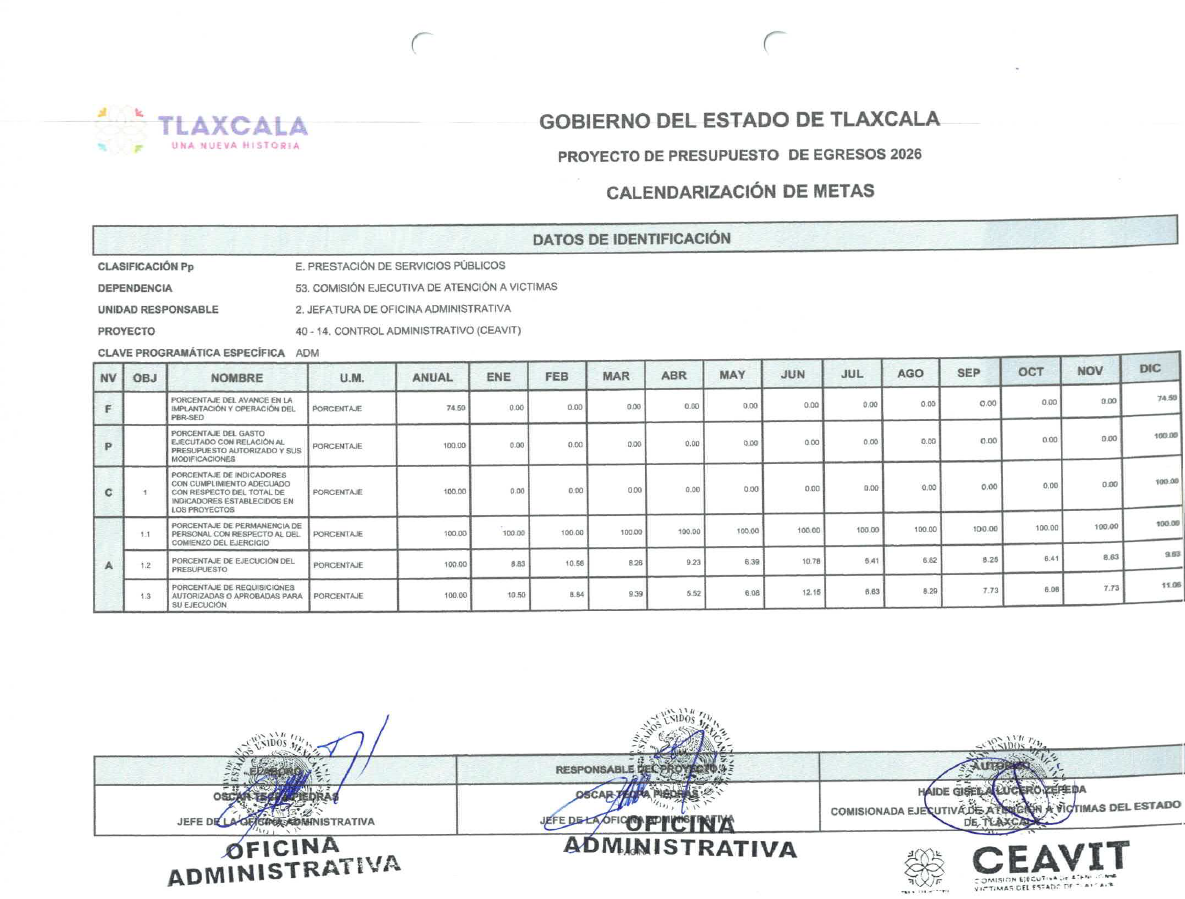 TLAXCALA
UNA NUEVA HISTORIA
GOBIERNO DEL ESTADO DE TLAXCALA
PROYECTO DE PRESUPUESTO DE EGRESOS 2026
CALENDARIZACIÓN DE METAS
DATOS DE IDENTIFICACIÓN
CLASIFICACIÓN Pp E. PRESTACIÓN DE SERVICIOS PÚBLICOS
DEPENDENCIA 53. COMISIÓN EJECUTIVA DE ATENCIÓN A VICTIMAS
UNIDAD RESPONSABLE 2. JEFATURA DE OFICINA ADMINISTRATIVA
PROYECTO 40 - 14. CONTROL ADMINISTRATIVO (CEAVIT)
CLAVE PROGRAMÁTICA ESPECÍFICA ADM
NV OBJ NOMBRE U.M. ANUAL ENE FEB MAR ABR MAY JUN JUL AGO SEP OCT NOV DIC
F PORCENTAJE DEL AVANCE EN LA
IMPLANTACIÓN Y OPERACIÓN DEL
PBR-SED
PORCENTAJE 74.50 0.00 0.00 0.00 0.00 0.00 0.00 0.00 0.00 0.00 0.00 0.00 74.50
P PORCENTAJE DEL GASTO
EJECUTADO CON RELACIÓN AL
PRESUPUESTO AUTORIZADO Y SUS
MODIFICACIONES
PORCENTAJE 100.00 0.00 0.00 0.00 0.00 0.00 0.00 0.00 0.00 0.00 0.00 0.00 100.00
C 1 PORCENTAJE DE INDICADORES
CON CUMPLIMIENTO ADECUADO
CON RESPECTO DEL TOTAL DE
INDICADORES ESTABLECIDOS EN
LOS PROYECTOS
PORCENTAJE 100.00 0.00 0.00 0.00 0.00 0.00 0.00 0.00 0.00 0.00 0.00 0.00 100.00
A 1.1 PORCENTAJE DE PERMANENCIA DE
PERSONAL CON RESPECTO AL DEL
COMIENZO DEL EJERCICIO
PORCENTAJE 100.00 100.00 100.00 100.00 100.00 100.00 100.00 100.00 100.00 100.00 100.00 100.00 100.00
1.2 PORCENTAJE DE EJECUCIÓN DEL
PRESUPUESTO
PORCENTAJE 100.00 8.83 10.56 8.26 9.23 6.39 10.78 6.41 6.62 8.25 6.41 8.63 9.63
1.3 PORCENTAJE DE REQUISICIONES
AUTORIZADAS O APROBADAS PARA
SU EJECUCIÓN
PORCENTAJE 100.00 10.50 8.84 9.39 5.52 6.08 12.15 6.63 8.29 7.73 6.08 7.73 11.05
ELABORÓ
OSCAR TECPA PIEDRAS
JEFE DE LA OFICINA ADMINISTRATIVA
OFICINA
ADMINISTRATIVA
RESPONSABLE DEL PROYECTO
OSCAR TECPA PIEDRAS
JEFE DE LA OFICINA ADMINISTRATIVA
OFICINA
ADMINISTRATIVA
AUTORIZÓ
HAIDE GISELA LUCERO ZEPEDA
COMISIONADA EJECUTIVA DE ATENCIÓN A VICTIMAS DEL ESTADO
DE TLAXCALA
CEAVIT
COMISIÓN EJECUTIVA DE ATENCIÓN A
VÍCTIMAS DEL ESTADO DE TLAXCALA